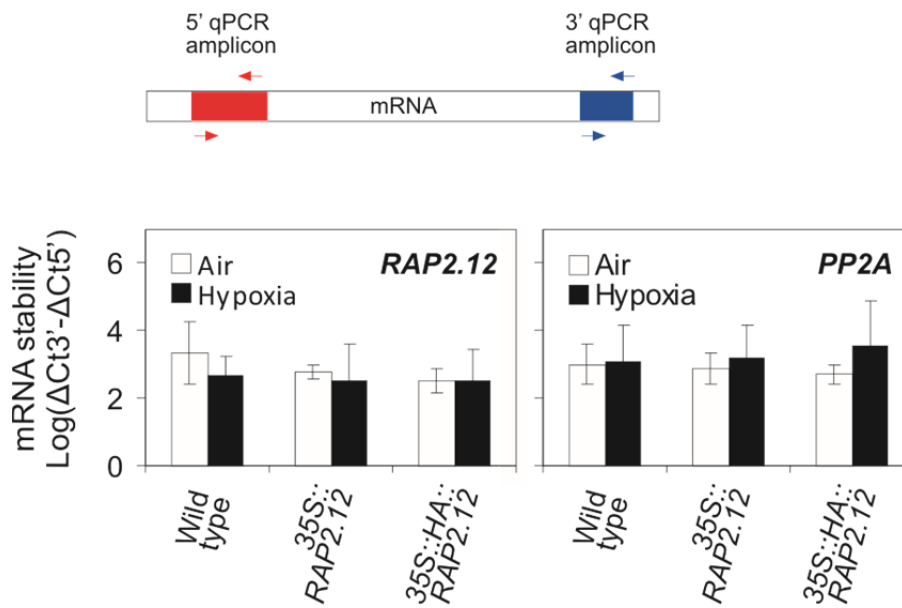 5' qPCR
amplicon
3' qPCR
amplicon
mRNA
mRNA stability
Log(ΔCt3'-ΔCt5')
6
4
2
0
Air
Hypoxia
RAP2.12
Wild
type
35S::
RAP2.12
35S::HA::
RAP2.12
Air
Hypoxia
PP2A
Wild
type
35S::
RAP2.12
35S::HA::
RAP2.12